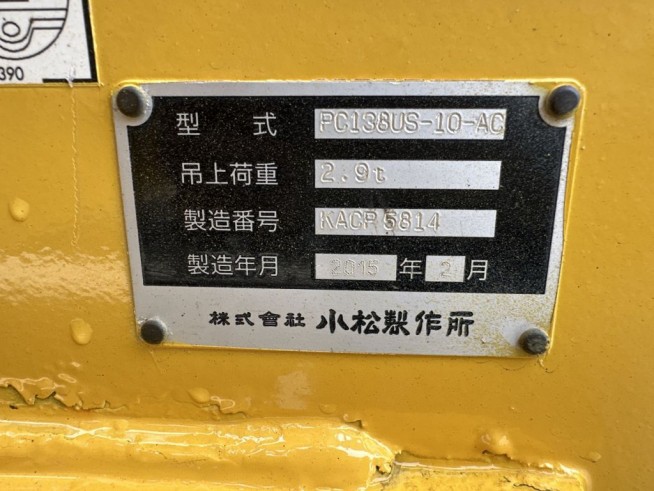 390
型式 PC138US-10-AC
吊上荷重 2.9t
製造番号 KACP 5814
製造年月 2015 年 2 月
株式會社 小松製作所